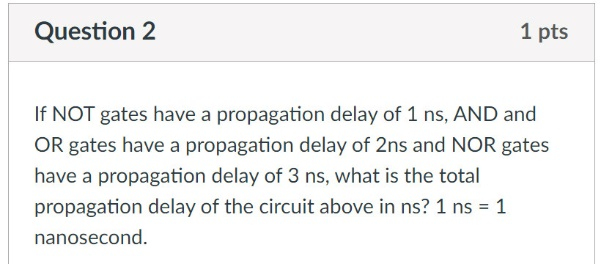 Question 2
1 pts
If NOT gates have a propagation delay of 1 ns, AND and
OR gates have a propagation delay of 2ns and NOR gates
have a propagation delay of 3 ns, what is the total
propagation delay of the circuit above in ns? 1 ns = 1
nanosecond.